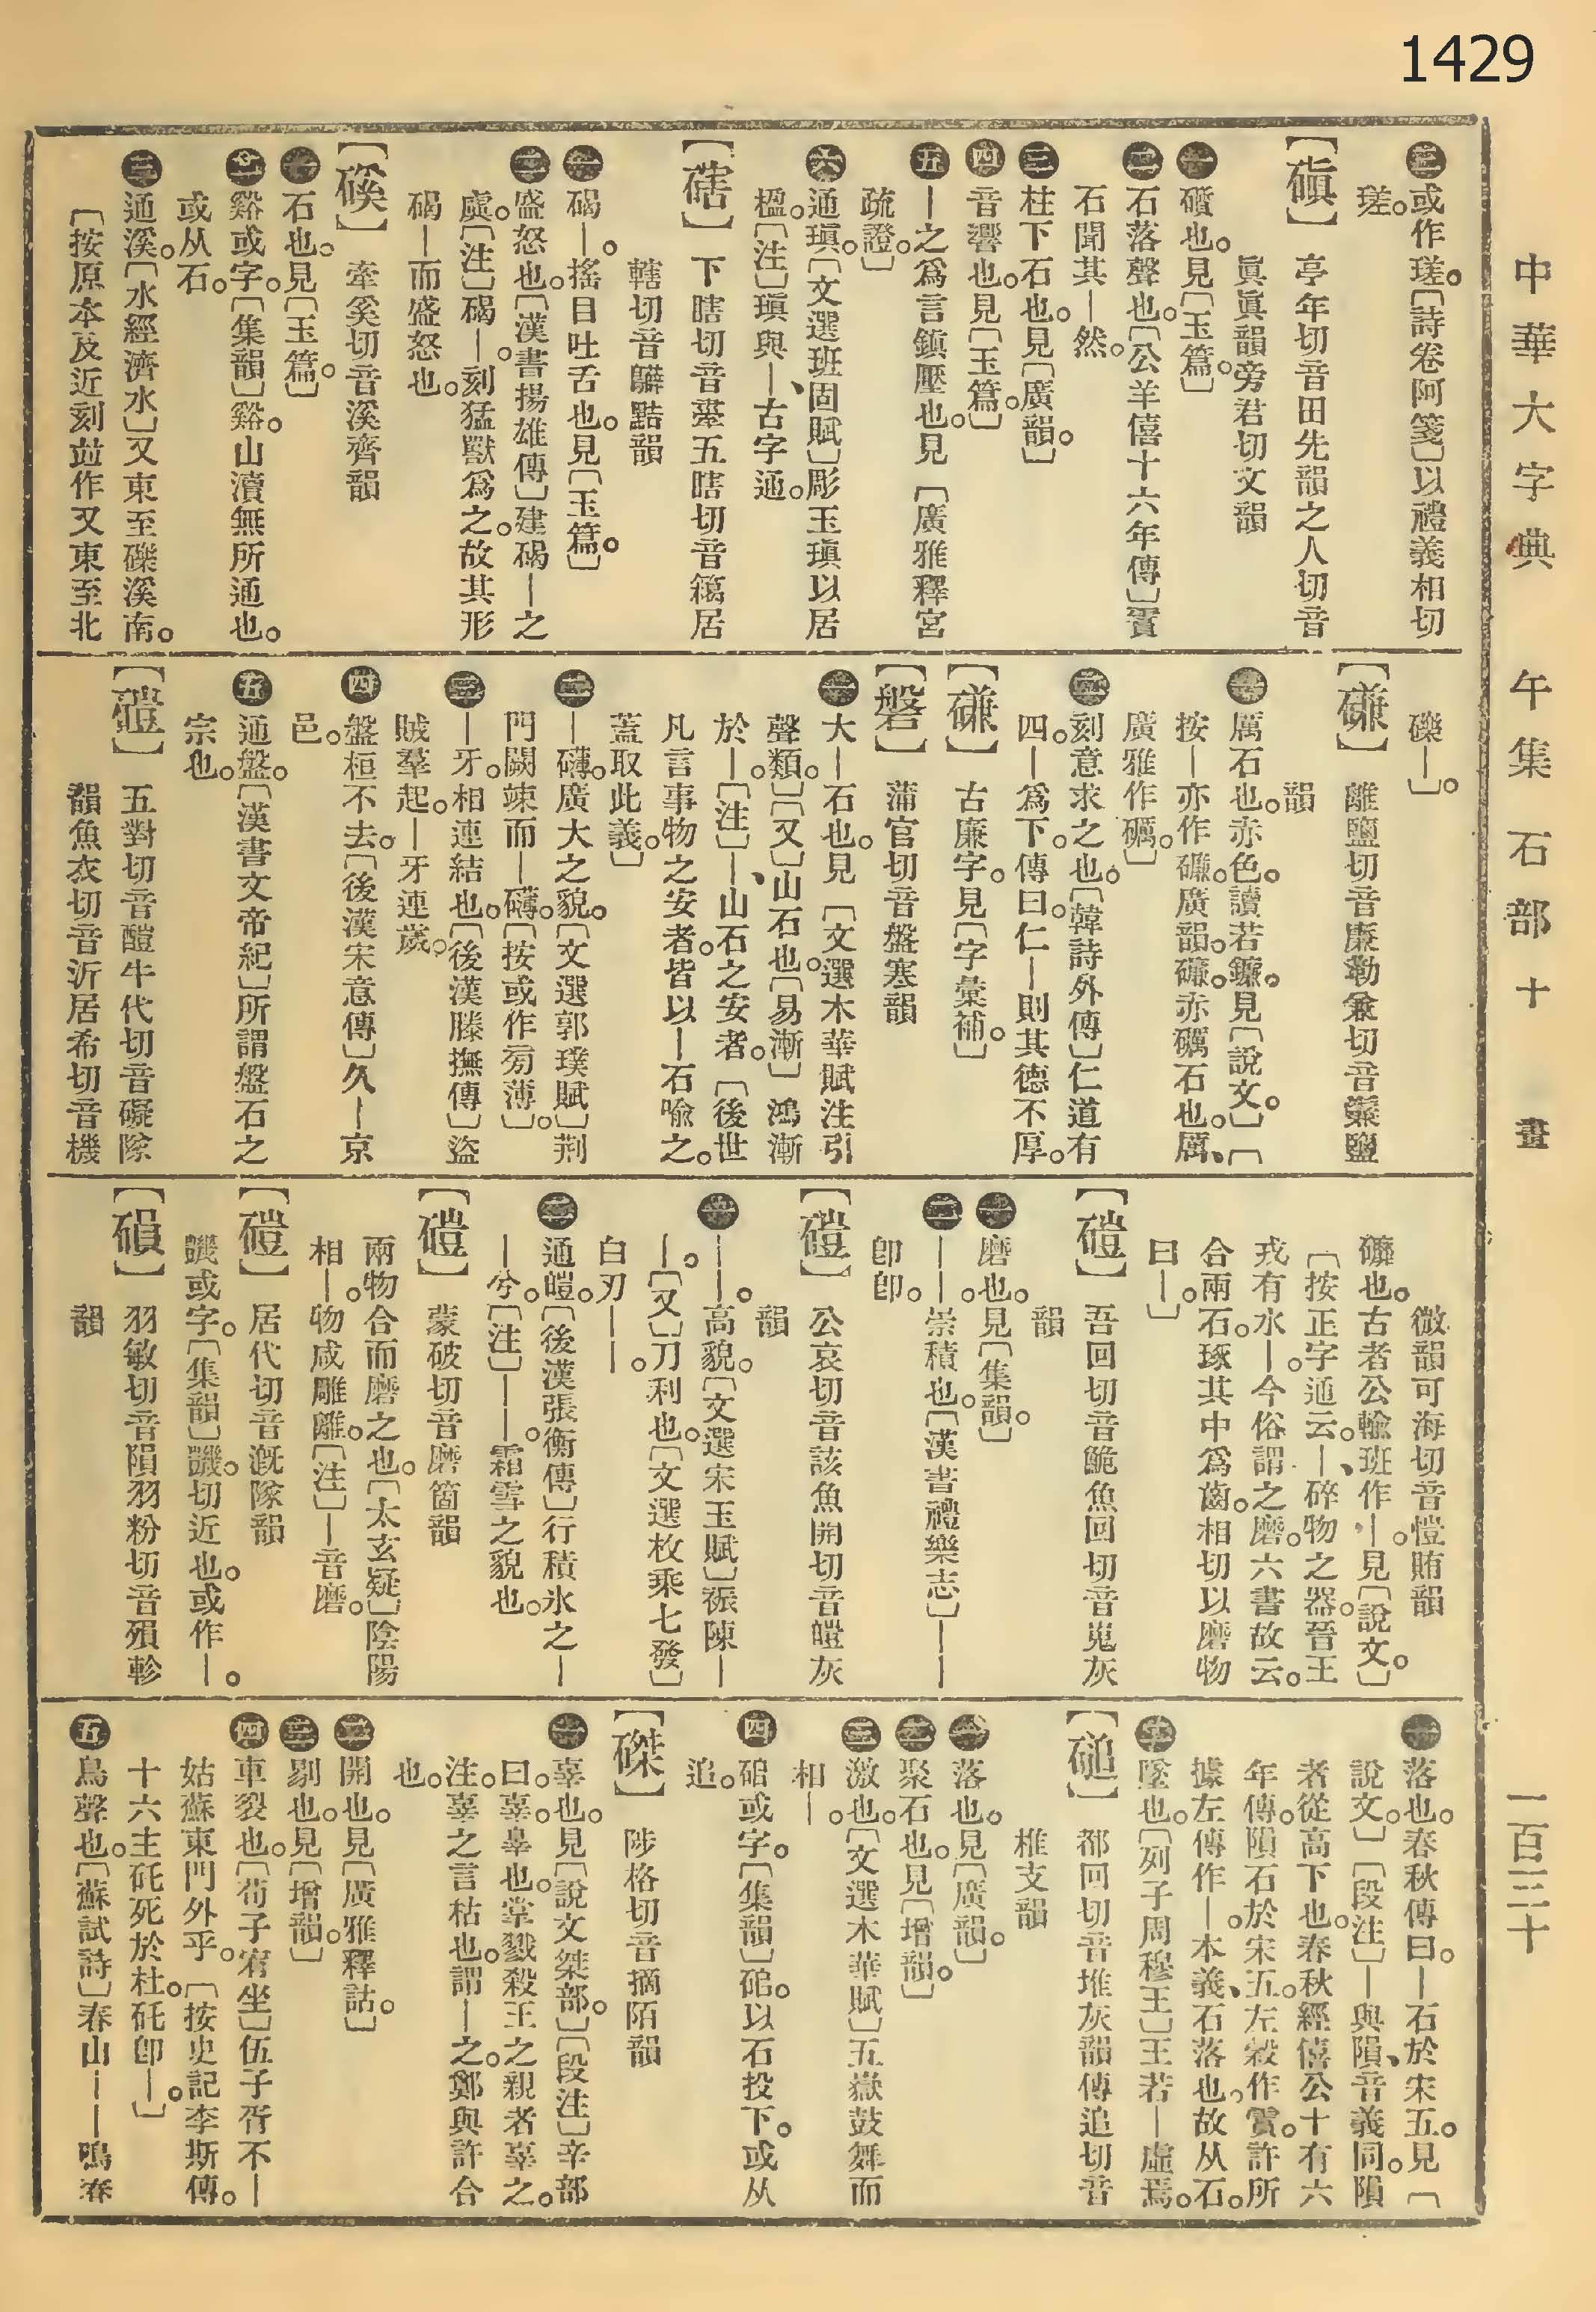 1429
中華大字典 午集 石部 十畫 一百三十
㊂或作瑳。〔詩卷阿箋〕以禮義相切
瑳。
【磌】亭年切音田先韻之人切音
眞眞韻旁君切文韻
㊀礩也。見〔玉篇。〕
㊁石落聲也。〔公羊僖十六年傳〕霣
石聞其—然。
㊂柱下石也。見〔廣韻。〕
㊃音響也。見〔玉篇。〕
㊄—之爲言鎭壓也。見〔廣雅釋宮
疏證。〕
㊅通瑱。〔文選班固賦〕彫玉瑱以居
楹。〔注〕瑱與—、古字通。
【磍】下瞎切音舝五瞎切音𪘹居
轄切音鶷黠韻
㊀碣—。搖目吐舌也。見〔玉篇。〕
㊁盛怒也。〔漢書揚雄傳〕建碣—之
虡。〔注〕碣—。刻猛獸爲之。故其形
碣—而盛怒也。
【磎】牽奚切音溪齊韻
㊀石也。見〔玉篇。〕
㊁谿或字。〔集韻〕谿。山瀆無所通也。
或从石。
㊂通溪。〔水經濟水〕又東至礫溪南。
〔按原本及近刻竝作又東至北
礫—〕。
【磏】離鹽切音廉勒兼切音鬑鹽
韻
㊀厲石也。赤色。讀若鐮。見〔說文。〕〔
按—亦作礛。廣韻。礛。赤礪石也。厲、
廣雅作礪。〕
㊁刻意求之也。〔韓詩外傳〕仁道有
四。—爲下。傳曰。仁—則其德不厚。
【磏】古廉字。見〔字彙補。〕
【磐】蒲官切音盤寒韻
㊀大—石也。見〔文選木華賦注引
聲類。〕〔又〕山石也。〔易漸〕鴻漸
於—。〔注〕—、山石之安者。〔後世
凡言事物之安者。皆以—石喻之。
蓋取此義。〕
㊁—礴。廣大之貌。〔文選郭璞賦〕荆
門闕竦而—礴。〔按或作旁薄。〕
㊂—牙。相連結也。〔後漢滕撫傳〕盜
賊羣起。—牙連歲。
㊃盤桓不去。〔後漢宋意傳〕久—京
邑。
㊄通盤。〔漢書文帝紀〕所謂盤石之
宗也。
【磑】五對切音䜐牛代切音礙隊
韻魚衣切音沂居希切音機
微韻可海切音愷賄韻
䃺也。古者公輸班作—。見〔說文。〕
〔按正字通云。—、碎物之器。晉王
戎有水—。今俗謂之磨。六書故云。
合兩石。琢其中爲齒。相切以磨物
曰—。〕
【磑】吾回切音鮠魚回切音嵬灰
韻
㊀磨也。見〔集韻。〕
㊁——。崇積也。〔漢書禮樂志〕——
卽卽。
【磑】公哀切音該魚開切音皚灰
韻
㊀——。高貌。〔文選宋玉賦〕裖陳—
—。〔又〕刀利也。〔文選枚乘七發〕
白刃——。
㊁通皚。〔後漢張衡傳〕行積氷之—
—兮。〔注〕——。霜雪之貌也。
【磑】蒙破切音磨箇韻
兩物合而磨之也。〔太玄疑〕陰陽
相—。物咸雕離。〔注〕—音磨。
【磑】居代切音漑隊韻
譏或字。〔集韻〕譏。切近也。或作—。
【磒】羽敏切音隕羽粉切音殞軫
韻
㊀落也。春秋傳曰。—石於宋五。見〔
說文。〕〔段注〕—與隕、音義同。隕
者從高下也。春秋經僖公十有六
年傳。隕石於宋五。左穀作霣。許所
據左傳作—。本義、石落也。故从石。
㊁墜也。〔列子周穆王〕王若—虛焉。
【磓】都回切音堆灰韻傳追切音
椎支韻
㊀落也。見〔廣韻。〕
㊁聚石也。見〔增韻。〕
㊂激也。〔文選木華賦〕五嶽鼓舞而
相—。
㊃磓或字。〔集韻〕磓。以石投下。或从
追。
【磔】陟格切音摘陌韻
㊀辜也。見〔說文桀部。〕〔段注〕辛部
曰。辜。辠也。掌戮殺王之親者辜之。
注。辜之言枯也。謂—之。鄭與許合
也。
㊁開也。見〔廣雅釋詁。〕
㊂剔也。見〔增韻。〕
㊃車裂也。〔荀子宥坐〕伍子胥不—
姑蘇東門外乎。〔按史記李斯傳。
十六主矺死於杜。矺卽—。〕
㊄鳥聲也。〔蘇試詩〕春山——鳴春